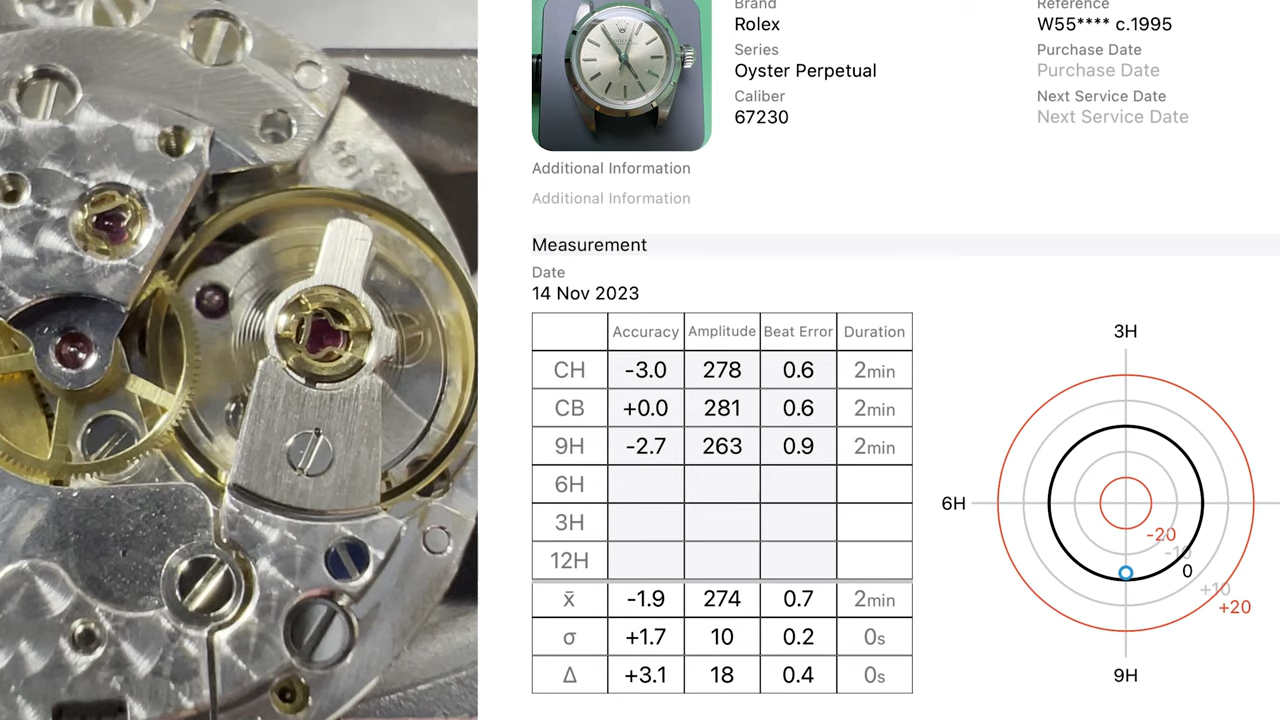 Brand
Rolex
Series
Oyster Perpetual
Caliber
67230
Reference
W55**** c.1995
Purchase Date
Purchase Date
Next Service Date
Next Service Date
Additional Information
Additional Information
Measurement
Date
14 Nov 2023
Accuracy Amplitude Beat Error Duration
CH -3.0 278 0.6 2min
CB +0.0 281 0.6 2min
9H -2.7 263 0.9 2min
6H
3H
12H
x̄ -1.9 274 0.7 2min
σ +1.7 10 0.2 0s
Δ +3.1 18 0.4 0s
3H
6H
-20
-10
0
+10
+20
9H